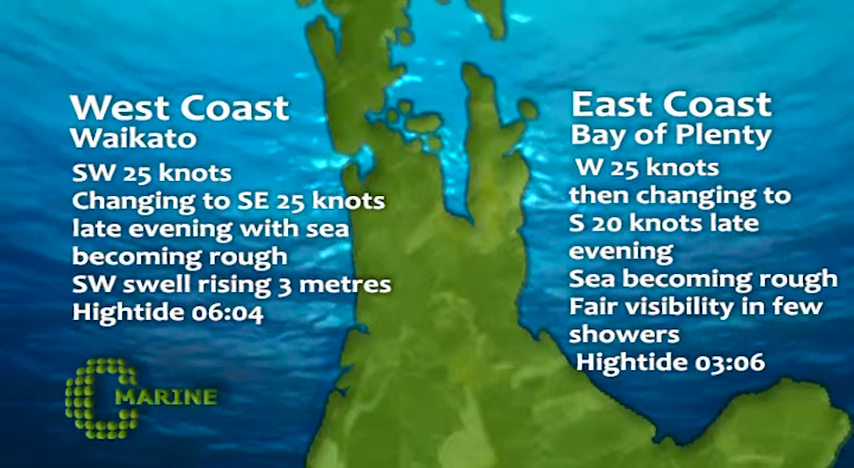 West Coast
Waikato
SW 25 knots
Changing to SE 25 knots
late evening with sea
becoming rough
SW swell rising 3 metres
Hightide 06:04
East Coast
Bay of Plenty
W 25 knots
then changing to
S 20 knots late
evening
Sea becoming rough
Fair visibility in few
showers
Hightide 03:06
C MARINE